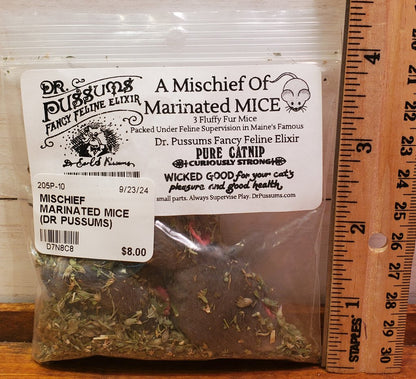 DR.
PUSSUMS
FANCY FELINE ELIXIR
A Mischief Of
Marinated MICE
3 Fluffy Fur Mice
Packed Under Feline Supervision in Maine's Famous
Dr. Pussums Fancy Feline Elixir
PURE CATNIP
CURIOUSLY STRONG
WICKED GOOD for your cat's
pleasure and good health.
small parts. Always Supervise Play. DrPussums.com
205P-10 9/23/24
MISCHIEF
MARINATED MICE
(DR PUSSUMS)
D7N8C8 $8.00
4
3
2
1
STAPLES
23
24
25
26
27
28
29
30